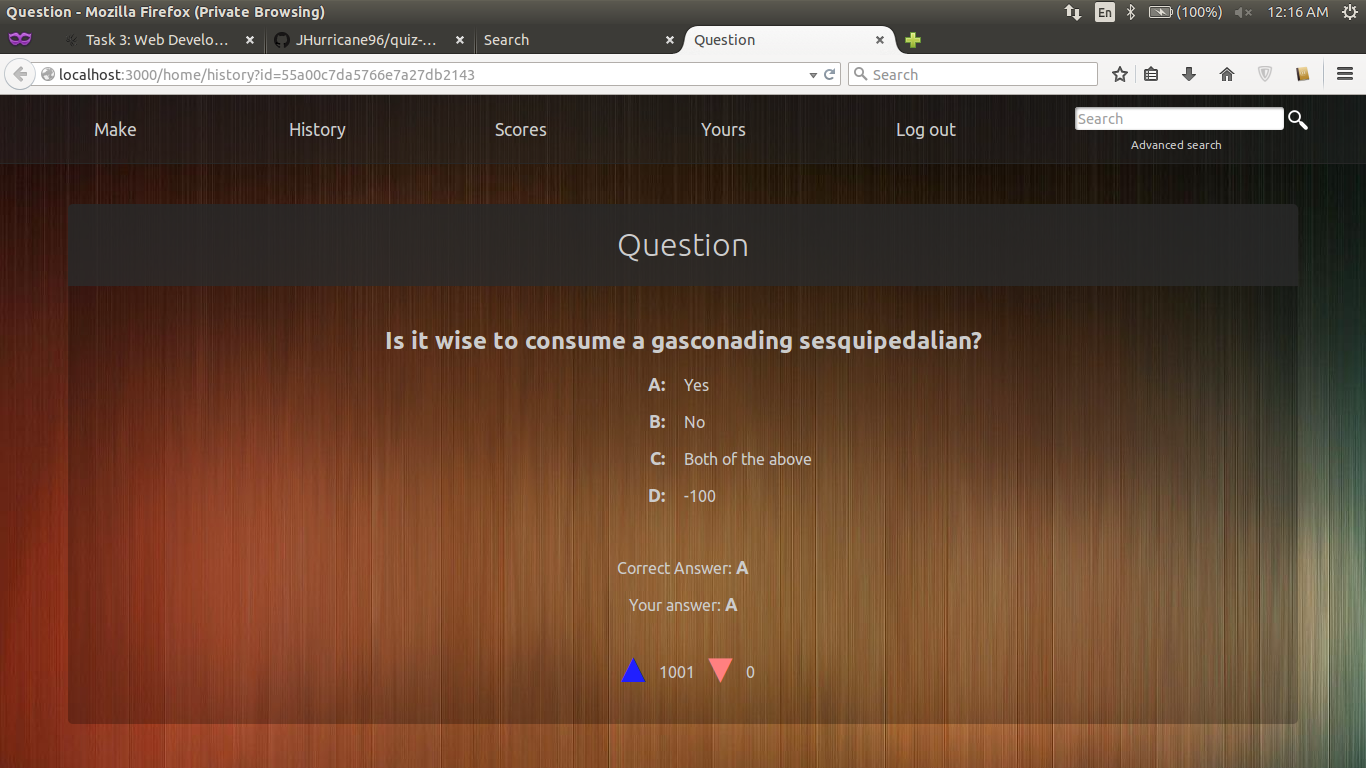 Question - Mozilla Firefox (Private Browsing)
En
(100%)
12:16 AM
Task 3: Web Develo...
JHurricane96/quiz-...
Search
Question
localhost:3000/home/history?id=55a00c7da5766e7a27db2143
Search
Make
History
Scores
Yours
Log out
Search
Advanced search
Question
Is it wise to consume a gasconading sesquipedalian?
A: Yes
B: No
C: Both of the above
D: -100
Correct Answer: A
Your answer: A
1001
0